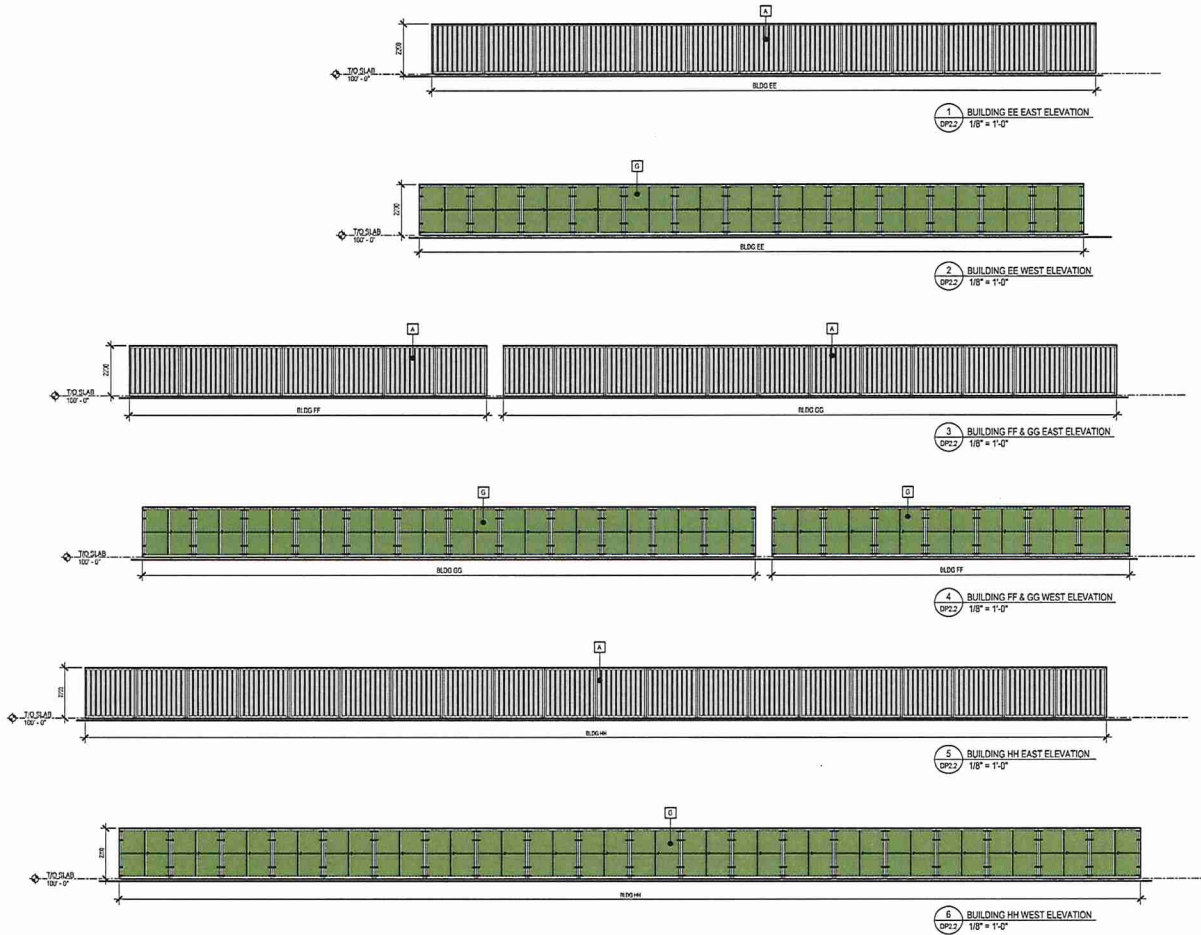 A
2200
T/O SLAB
100' - 0"
BLDG EE
1 BUILDING EE EAST ELEVATION
DP2.2 1/8" = 1'-0"
G
2200
T/O SLAB
100' - 0"
BLDG EE
2 BUILDING EE WEST ELEVATION
DP2.2 1/8" = 1'-0"
A A
2200
T/O SLAB
100' - 0"
BLDG FF BLDG GG
3 BUILDING FF & GG EAST ELEVATION
DP2.2 1/8" = 1'-0"
G G
T/O SLAB
100' - 0"
BLDG GG BLDG FF
4 BUILDING FF & GG WEST ELEVATION
DP2.2 1/8" = 1'-0"
A
2200
T/O SLAB
100' - 0"
BLDG HH
5 BUILDING HH EAST ELEVATION
DP2.2 1/8" = 1'-0"
G
2200
T/O SLAB
100' - 0"
BLDG HH
6 BUILDING HH WEST ELEVATION
DP2.2 1/8" = 1'-0"